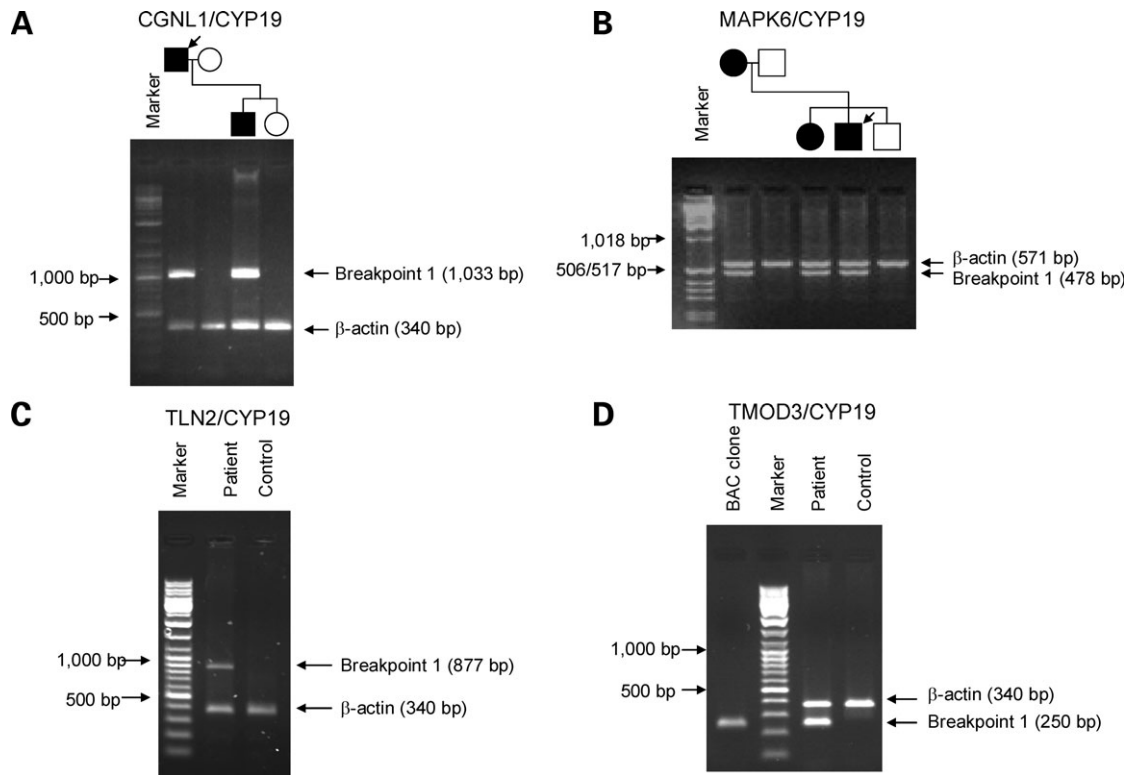 A
CGNL1/CYP19
Marker
1,000 bp
500 bp
Breakpoint 1 (1,033 bp)
β-actin (340 bp)
B
MAPK6/CYP19
Marker
1,018 bp
506/517 bp
β-actin (571 bp)
Breakpoint 1 (478 bp)
C
TLN2/CYP19
Marker
Patient
Control
1,000 bp
500 bp
Breakpoint 1 (877 bp)
β-actin (340 bp)
D
TMOD3/CYP19
BAC clone
Marker
Patient
Control
1,000 bp
500 bp
β-actin (340 bp)
Breakpoint 1 (250 bp)